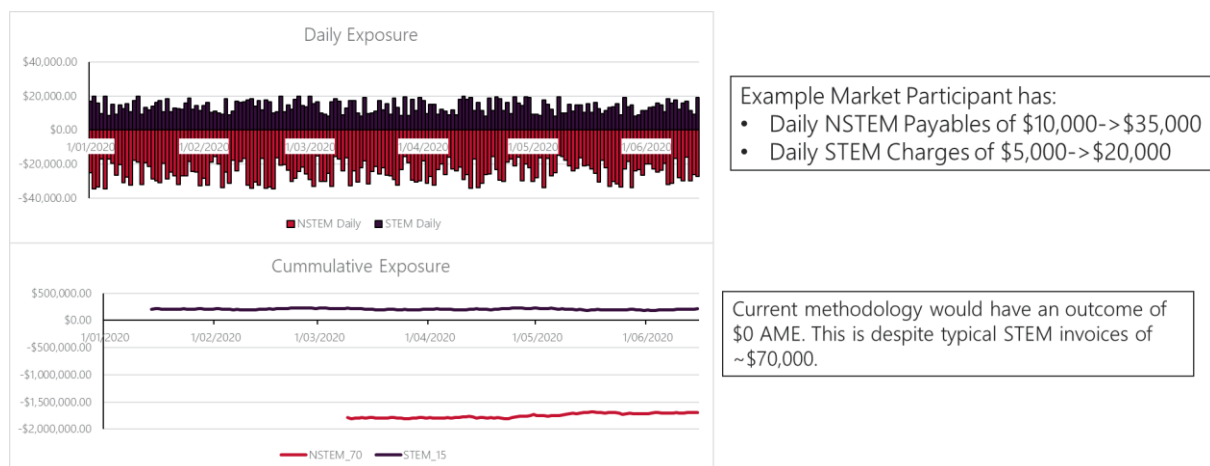 Daily Exposure
$40,000.00
$20,000.00
$0.00
1/01/2020 1/02/2020 1/03/2020 1/04/2020 1/05/2020 1/06/2020
-$20,000.00
-$40,000.00
NSTEM Daily STEM Daily
Example Market Participant has:
• Daily NSTEM Payables of $10,000->$35,000
• Daily STEM Charges of $5,000->$20,000
Cummulative Exposure
$500,000.00
$0.00
1/01/2020 1/02/2020 1/03/2020 1/04/2020 1/05/2020 1/06/2020
-$500,000.00
-$1,000,000.00
-$1,500,000.00
-$2,000,000.00
NSTEM_70 STEM_15
Current methodology would have an outcome of
$0 AME. This is despite typical STEM invoices of
~$70,000.